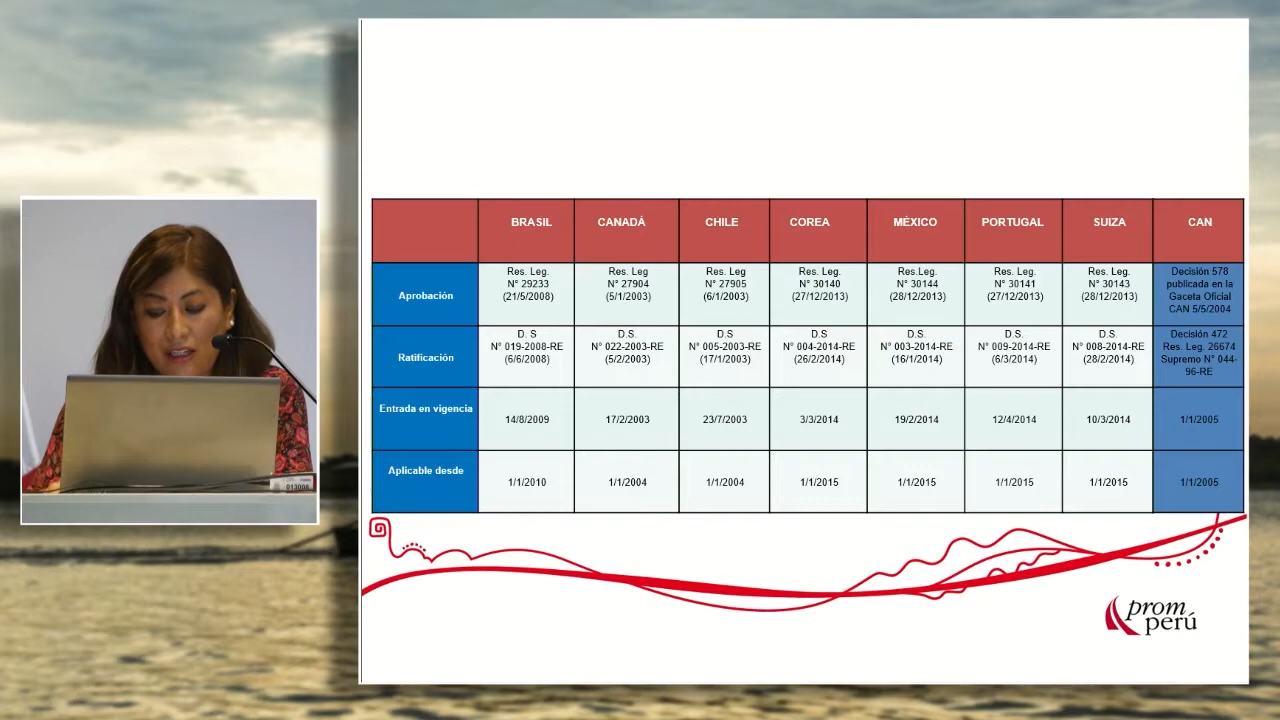 BRASIL CANADÁ CHILE COREA MÉXICO PORTUGAL SUIZA CAN
Aprobación
Res. Leg.
N° 29233
(21/5/2008)
Res. Leg
N° 27904
(5/1/2003)
Res. Leg
N° 27905
(6/1/2003)
Res. Leg.
N° 30140
(27/12/2013)
Res.Leg.
N° 30144
(28/12/2013)
Res. Leg.
N° 30141
(27/12/2013)
Res. Leg.
N° 30143
(28/12/2013)
Decisión 578
publicada en la
Gaceta Oficial
CAN 5/5/2004
Ratificación
D. S
N° 019-2008-RE
(6/6/2008)
D.S.
N° 022-2003-RE
(5/2/2003)
D.S
N° 005-2003-RE
(17/1/2003)
D.S
N° 004-2014-RE
(26/2/2014)
D.S.
N° 003-2014-RE
(16/1/2014)
D.S.
N° 009-2014-RE
(6/3/2014)
D.S.
N° 008-2014-RE
(28/2/2014)
Decisión 472
Res. Leg. 26674
Supremo N° 044-
96-RE
Entrada en vigencia
14/8/2009 17/2/2003 23/7/2003 3/3/2014 19/2/2014 12/4/2014 10/3/2014 1/1/2005
Aplicable desde
1/1/2010 1/1/2004 1/1/2004 1/1/2015 1/1/2015 1/1/2015 1/1/2015 1/1/2005
prom
perú